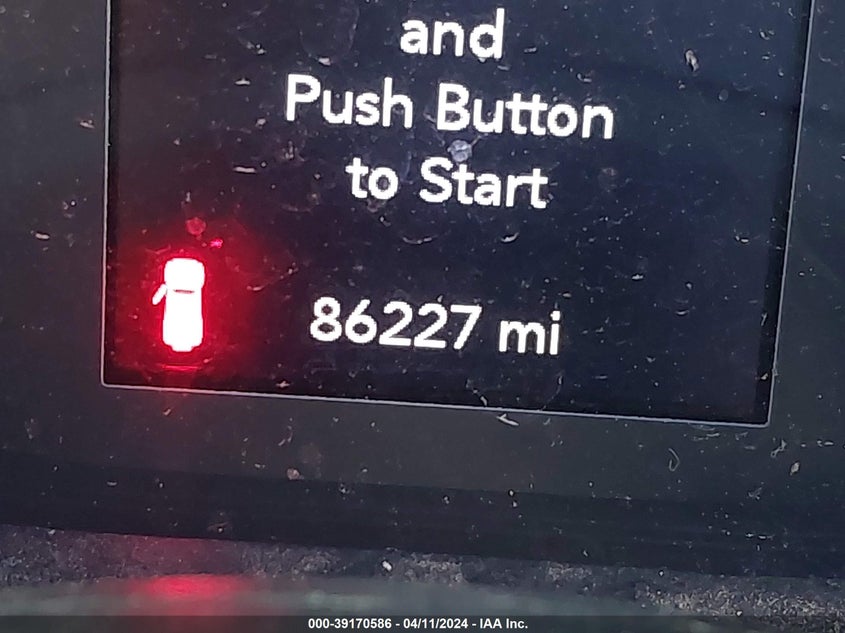 and
Push Button
to Start
86227 mi
000-39170586 - 04/11/2024 - IAA Inc.